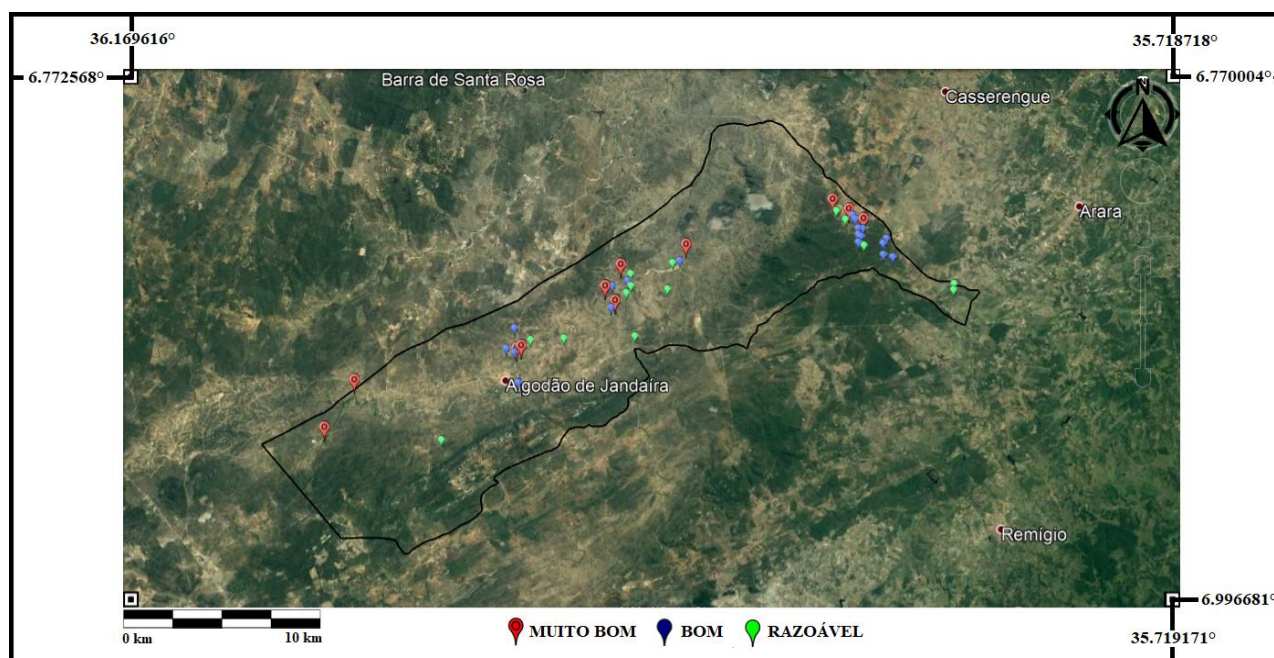 36.169616°
35.718718°
6.772568°
6.770004°
Barra de Santa Rosa
N
Casserengue
Arara
Algodão de Jandaíra
Remígio
6.996681°
0 km
10 km
MUITO BOM
BOM
RAZOÁVEL
35.719171°